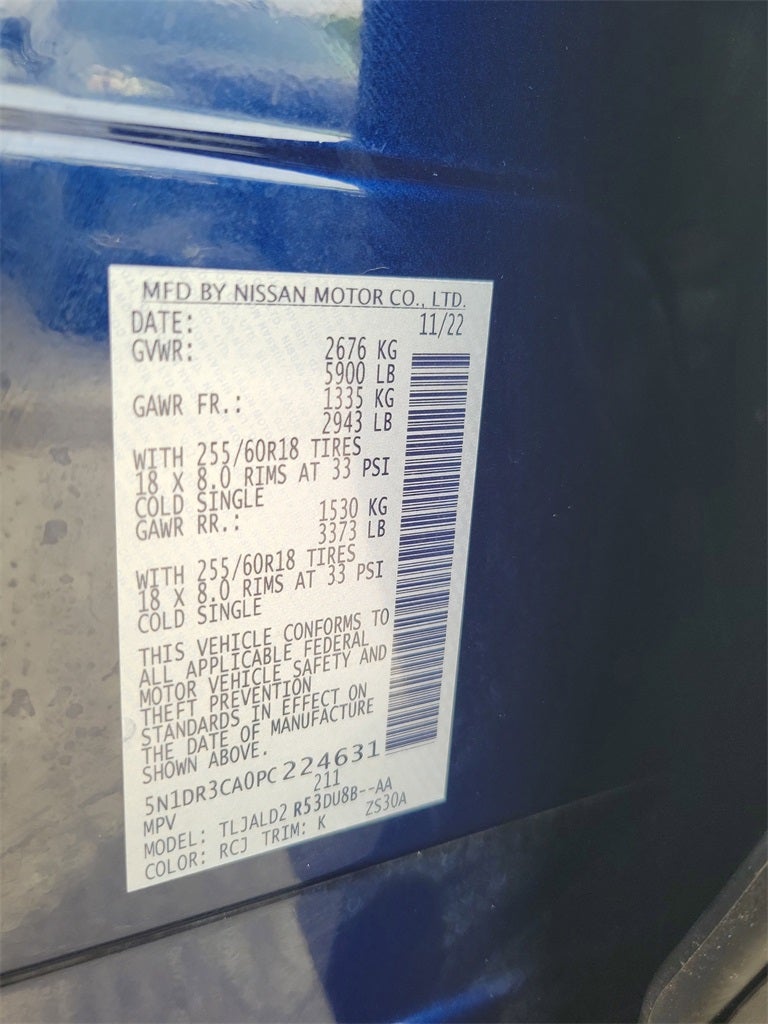 MFD BY NISSAN MOTOR CO., LTD.
DATE: 11/22
GVWR: 2676 KG
5900 LB
GAWR FR.: 1335 KG
2943 LB
WITH 255/60R18 TIRES
18 X 8.0 RIMS AT 33 PSI
COLD SINGLE
GAWR RR.: 1530 KG
3373 LB
WITH 255/60R18 TIRES
18 X 8.0 RIMS AT 33 PSI
COLD SINGLE
THIS VEHICLE CONFORMS TO
ALL APPLICABLE FEDERAL
MOTOR VEHICLE SAFETY AND
THEFT PREVENTION
STANDARDS IN EFFECT ON
THE DATE OF MANUFACTURE
SHOWN ABOVE.
5N1DR3CA0PC224631
MPV 211
MODEL: TLJALD2 R53DU8B--AA
COLOR: RCJ TRIM: K ZS30A